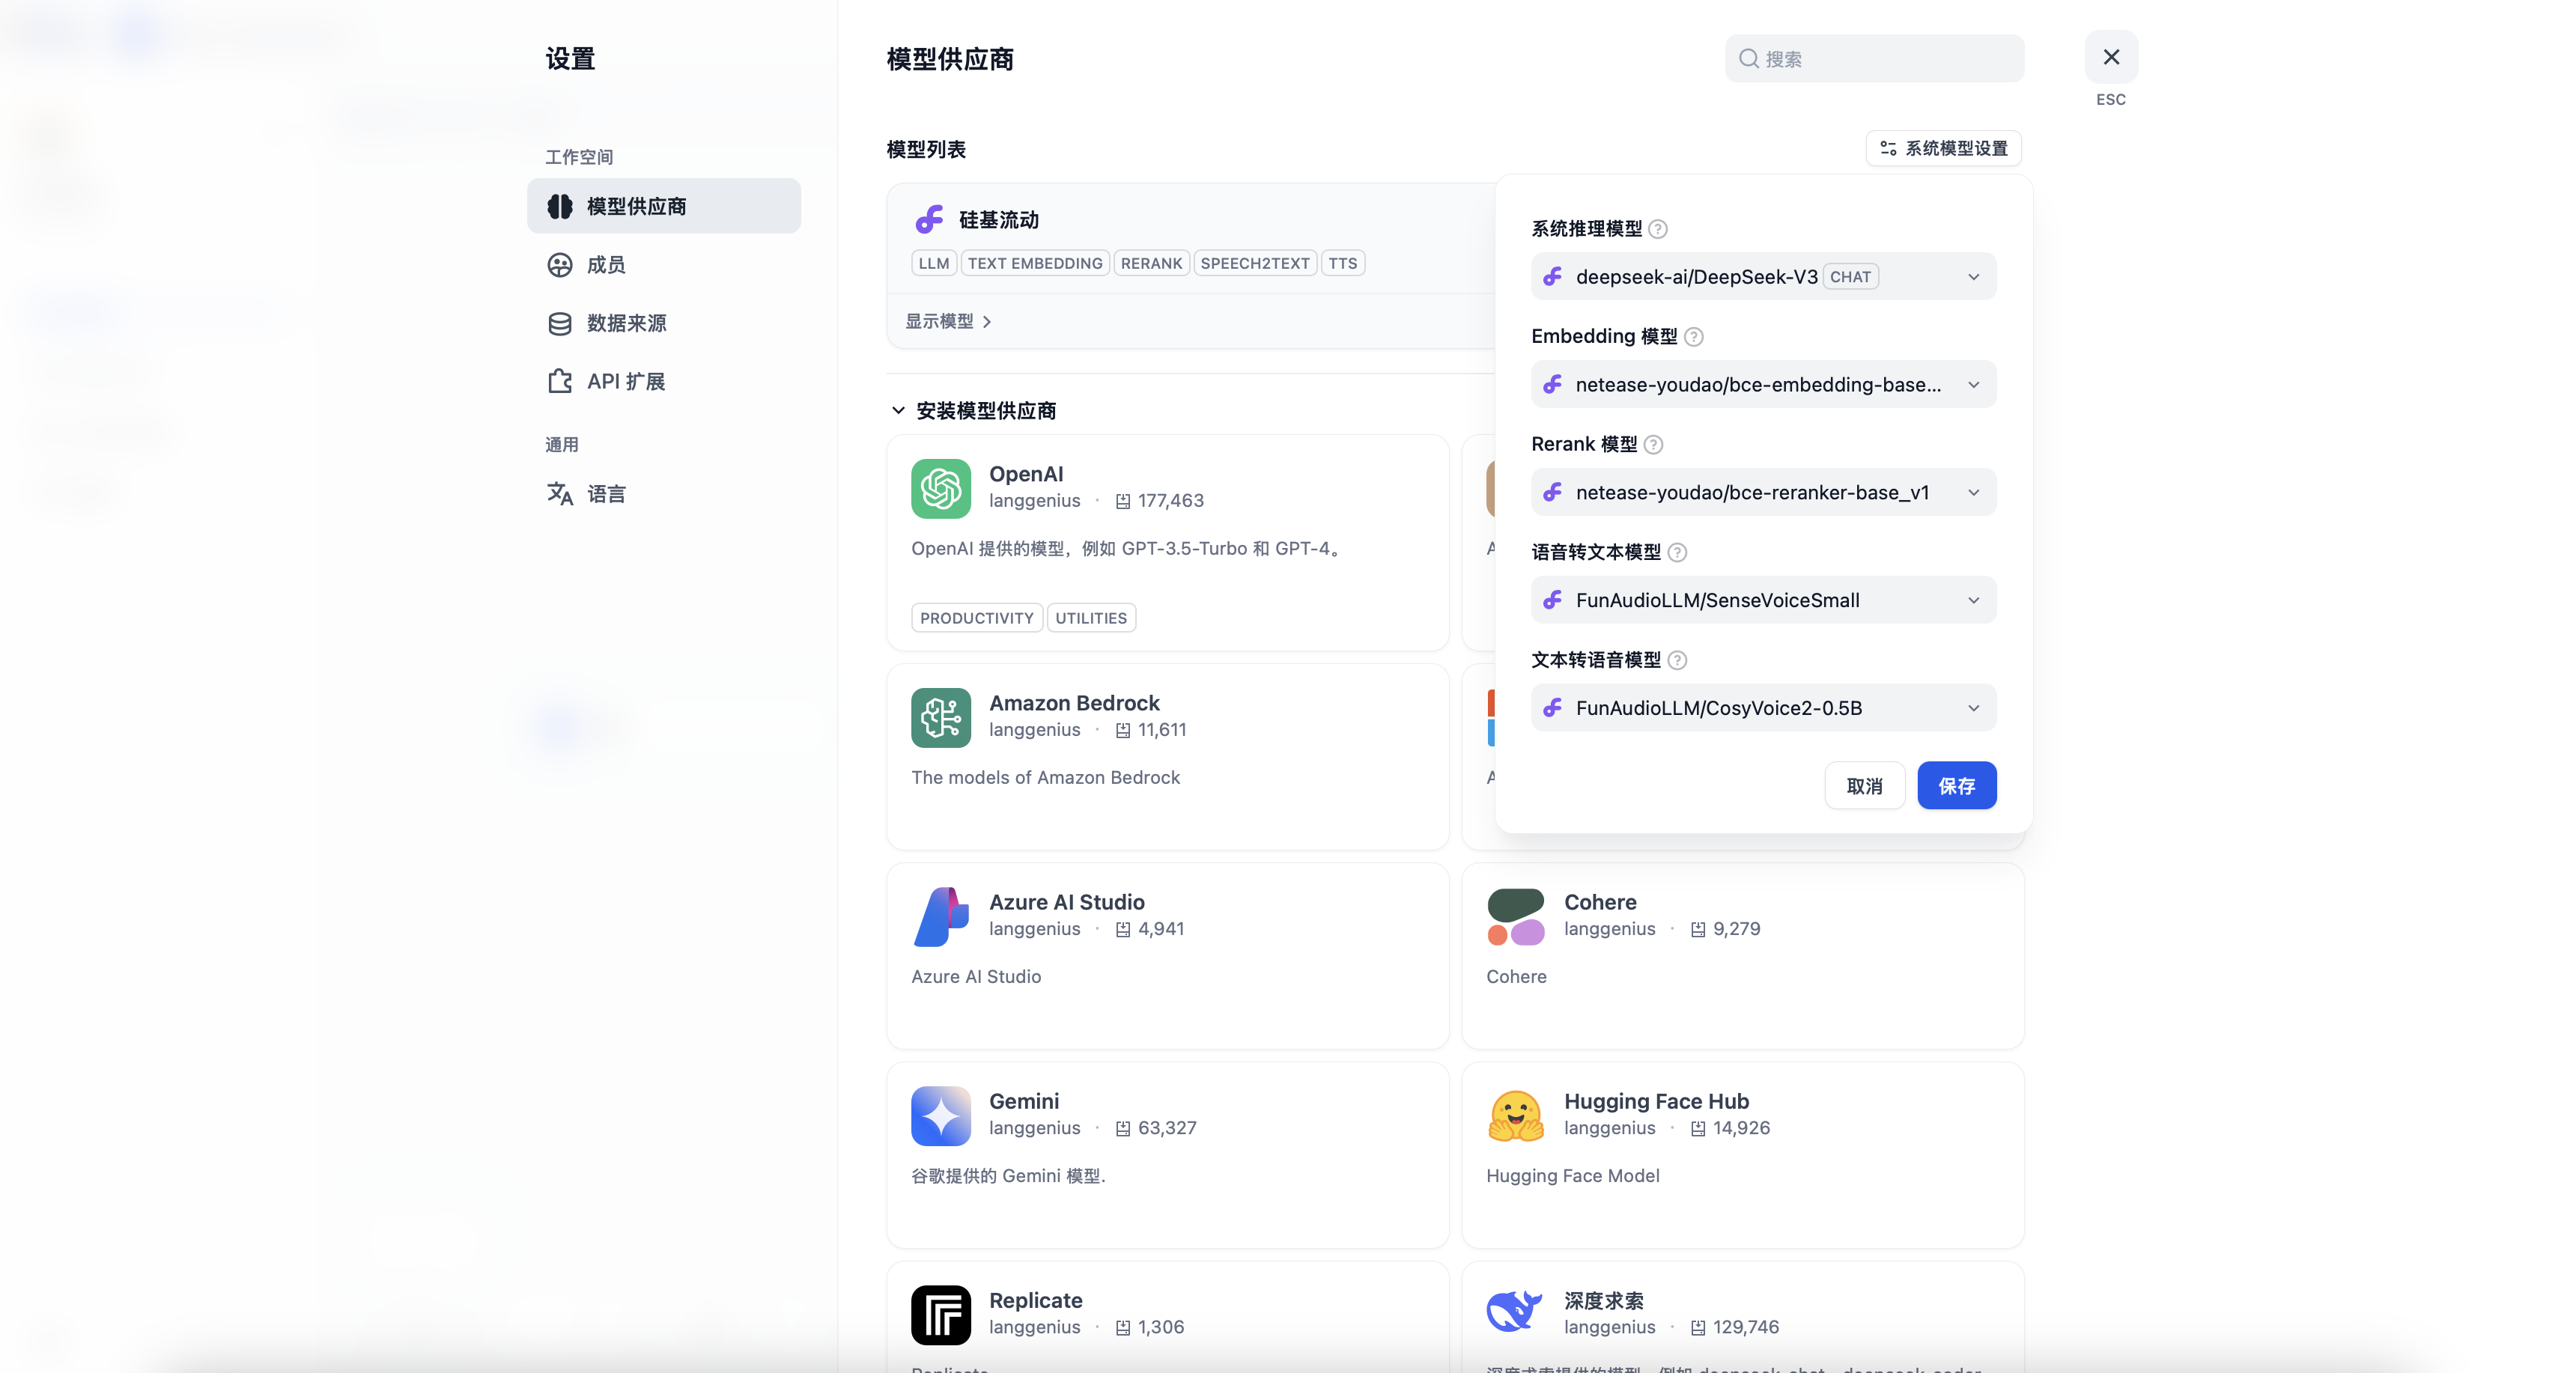 设置
工作空间
模型供应商
成员
数据来源
API 扩展
通用
语言
模型供应商
搜索
ESC
模型列表
系统模型设置
硅基流动
LLM TEXT EMBEDDING RERANK SPEECH2TEXT TTS
显示模型
安装模型供应商
OpenAI
langgenius · 177,463
OpenAI 提供的模型，例如 GPT-3.5-Turbo 和 GPT-4。
PRODUCTIVITY UTILITIES
Amazon Bedrock
langgenius · 11,611
The models of Amazon Bedrock
Azure AI Studio
langgenius · 4,941
Azure AI Studio
Cohere
langgenius · 9,279
Cohere
Gemini
langgenius · 63,327
谷歌提供的 Gemini 模型.
Hugging Face Hub
langgenius · 14,926
Hugging Face Model
Replicate
langgenius · 1,306
深度求索
langgenius · 129,746
系统推理模型
deepseek-ai/DeepSeek-V3 CHAT
Embedding 模型
netease-youdao/bce-embedding-base...
Rerank 模型
netease-youdao/bce-reranker-base_v1
语音转文本模型
FunAudioLLM/SenseVoiceSmall
文本转语音模型
FunAudioLLM/CosyVoice2-0.5B
取消
保存